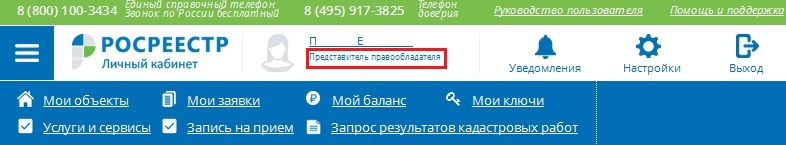 8 (800) 100-3434 Единый справочный телефон Звонок по России бесплатный 8 (495) 917-3825 Телефон доверия Руководство пользователя Помощь и поддержка
РОСРЕЕСТР
Личный кабинет
П Е
Представитель правообладателя
Уведомления Настройки Выход
Мои объекты Мои заявки Мой баланс Мои ключи
Услуги и сервисы Запись на прием Запрос результатов кадастровых работ